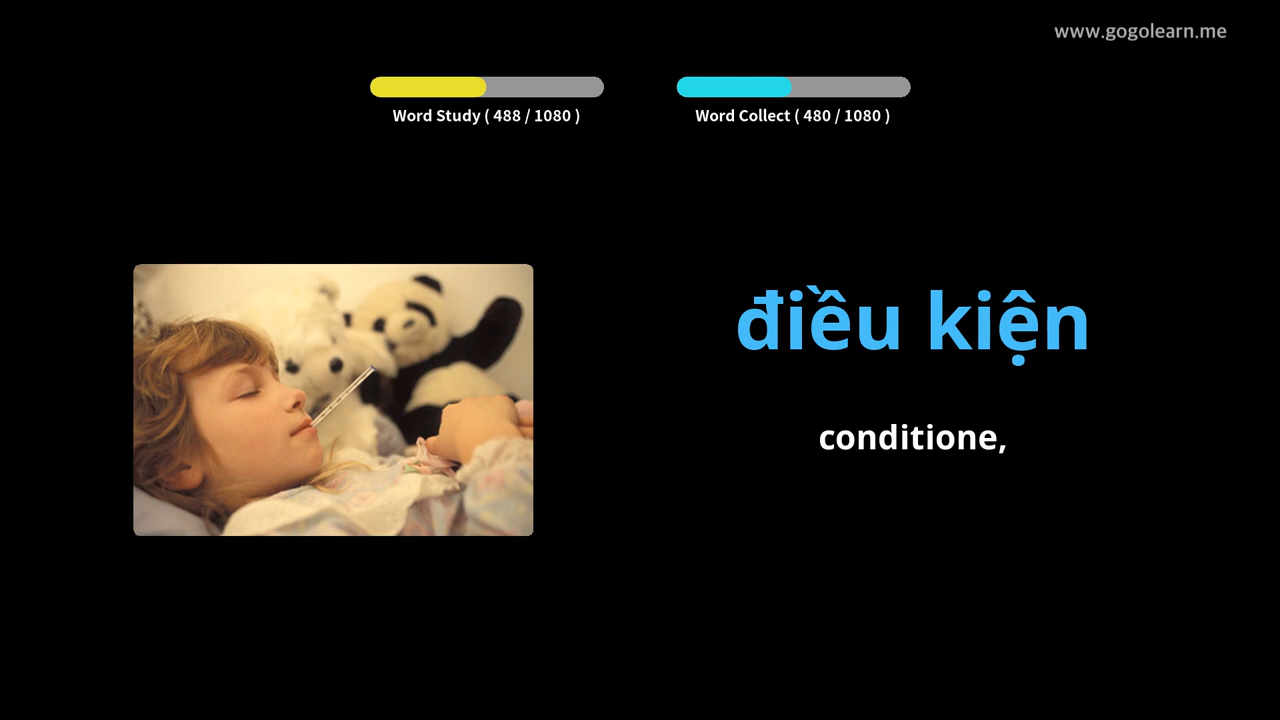 www.gogolearn.me
Word Study ( 488 / 1080 )
Word Collect ( 480 / 1080 )
điều kiện
conditione,